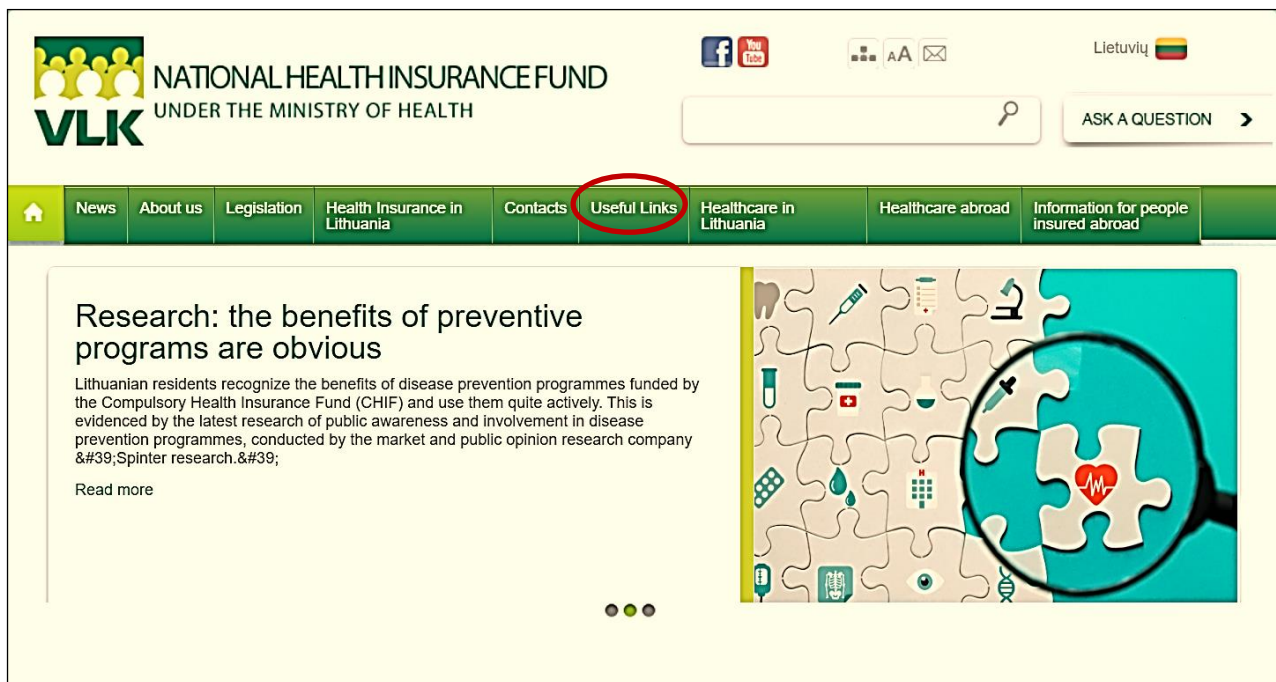 VLK
NATIONAL HEALTH INSURANCE FUND
UNDER THE MINISTRY OF HEALTH
f
You
Tube
AA
Lietuvių
ASK A QUESTION
News
About us
Legislation
Health Insurance in
Lithuania
Contacts
Useful Links
Healthcare in
Lithuania
Healthcare abroad
Information for people
insured abroad
Research: the benefits of preventive
programs are obvious
Lithuanian residents recognize the benefits of disease prevention programmes funded by
the Compulsory Health Insurance Fund (CHIF) and use them quite actively. This is
evidenced by the latest research of public awareness and involvement in disease
prevention programmes, conducted by the market and public opinion research company
&#39;Spinter research.&#39;
Read more
H